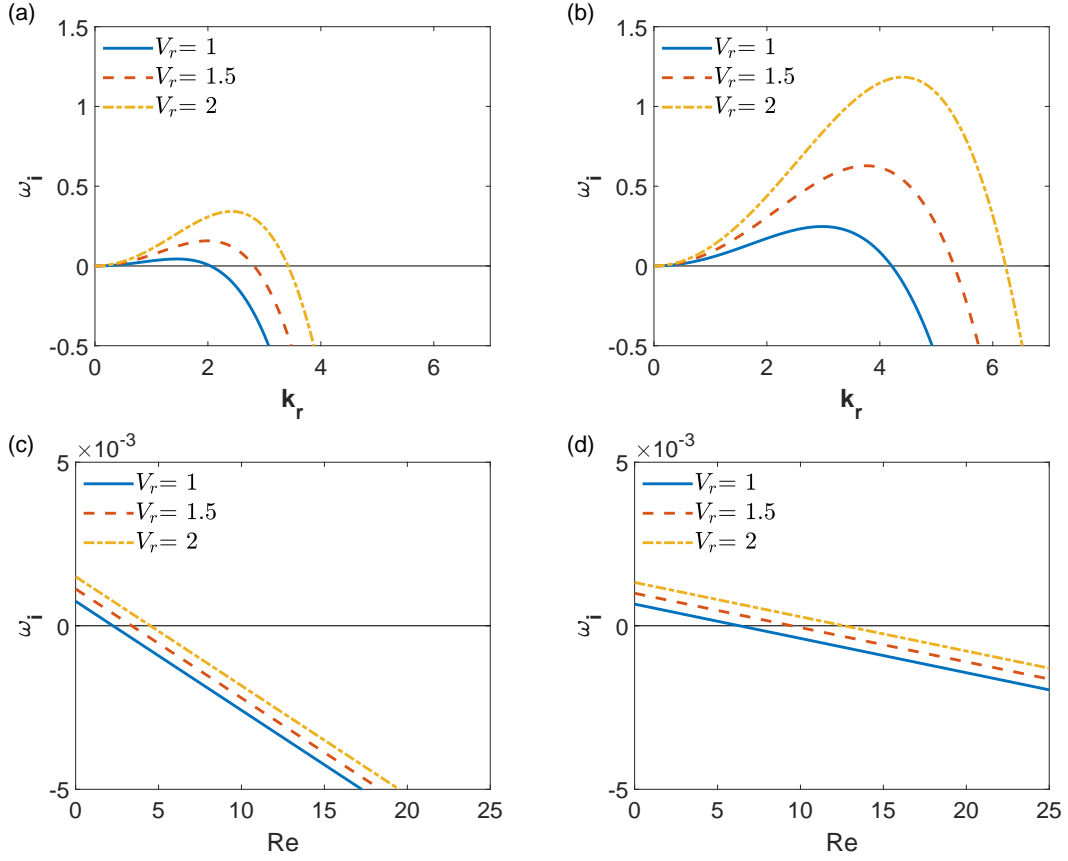 (a)
1.5
1
0.5
0
-0.5
ω_i
V_r = 1
V_r = 1.5
V_r = 2
0 2 4 6
k_r
(b)
1.5
1
0.5
0
-0.5
ω_i
V_r = 1
V_r = 1.5
V_r = 2
0 2 4 6
k_r
(c)
×10^-3
5
0
-5
ω_i
V_r = 1
V_r = 1.5
V_r = 2
0 5 10 15 20 25
Re
(d)
×10^-3
5
0
-5
ω_i
V_r = 1
V_r = 1.5
V_r = 2
0 5 10 15 20 25
Re